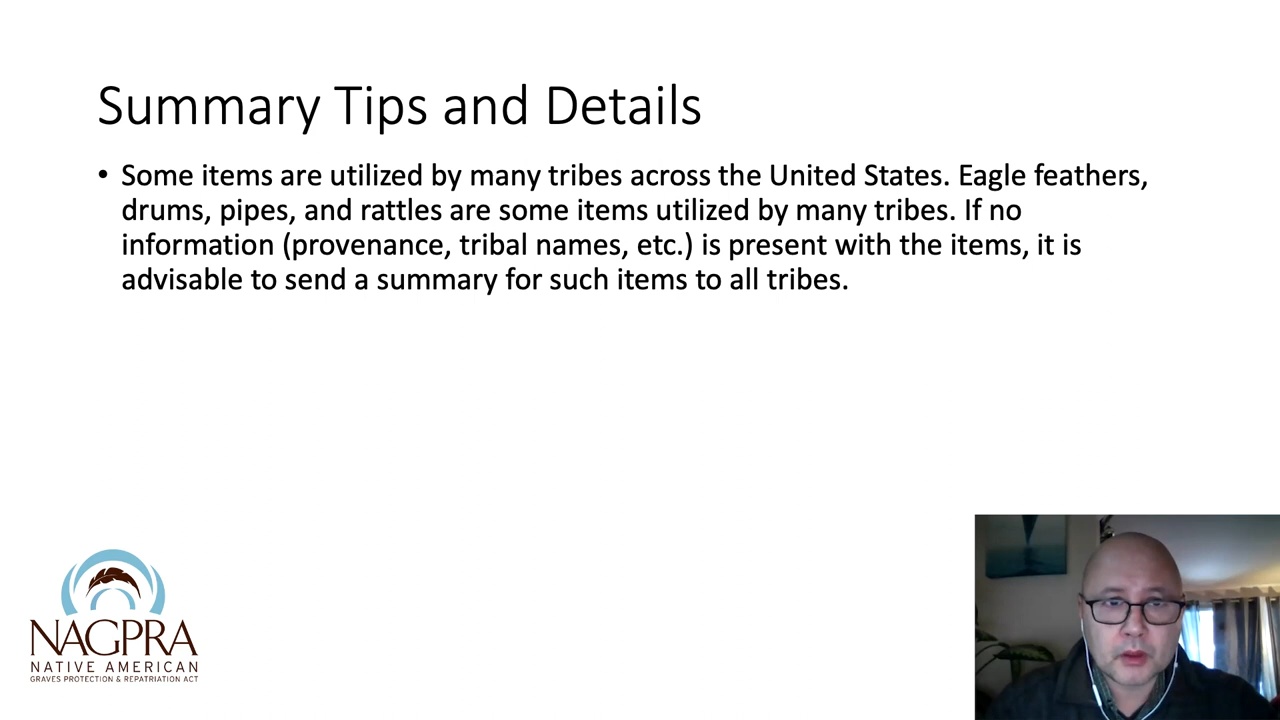 Summary Tips and Details
• Some items are utilized by many tribes across the United States. Eagle feathers,
drums, pipes, and rattles are some items utilized by many tribes. If no
information (provenance, tribal names, etc.) is present with the items, it is
advisable to send a summary for such items to all tribes.
NAGPRA
NATIVE AMERICAN
GRAVES PROTECTION & REPATRIATION ACT